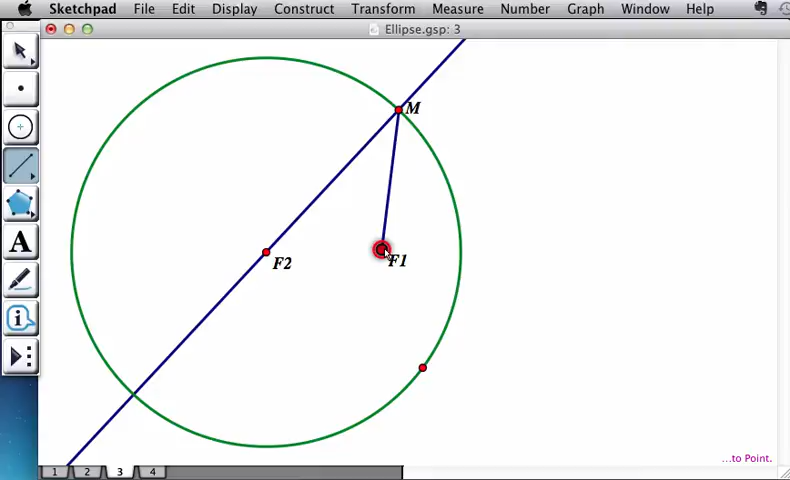 Sketchpad File Edit Display Construct Transform Measure Number Graph Window Help
Ellipse.gsp: 3
M
F2
F1
A
i
...to Point.
1 2 3 4